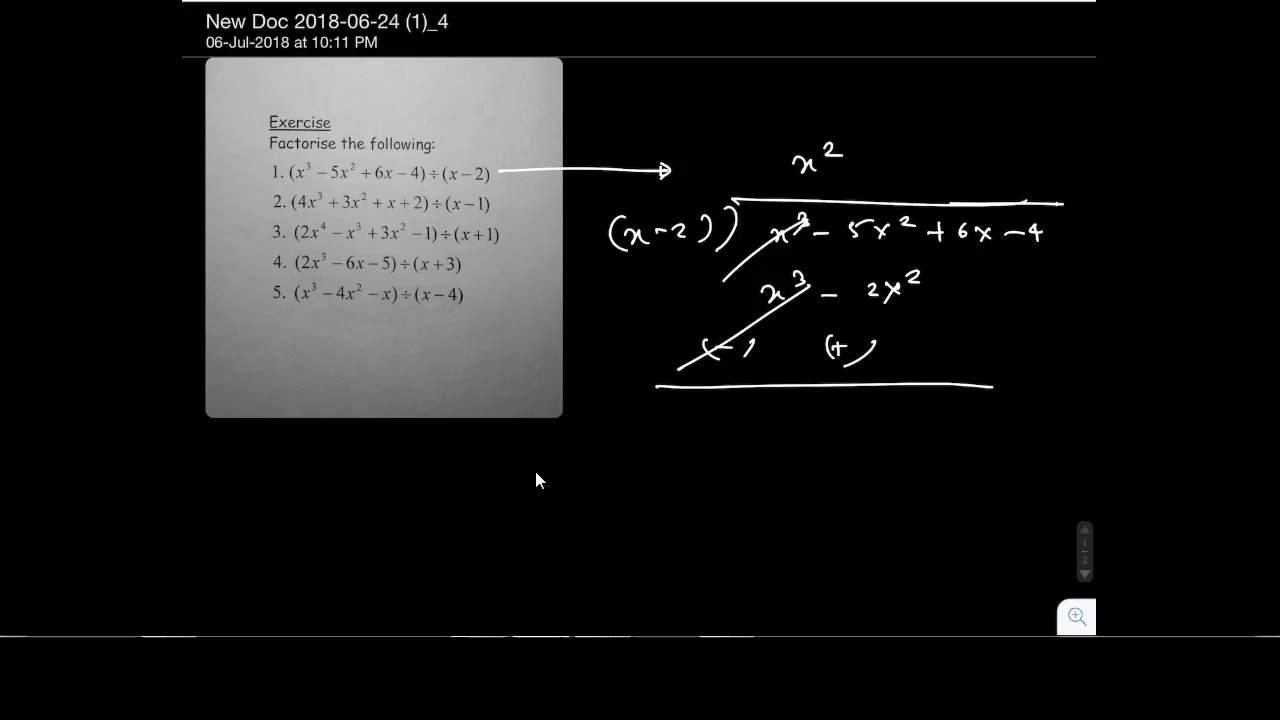 New Doc 2018-06-24 (1)_4
06-Jul-2018 at 10:11 PM
Exercise
Factorise the following:
1. (x³ − 5x² + 6x − 4) ÷ (x − 2)
2. (4x³ + 3x² + x + 2) ÷ (x − 1)
3. (2x⁴ − x³ + 3x² − 1) ÷ (x + 1)
4. (2x³ − 6x − 5) ÷ (x + 3)
5. (x³ − 4x² − x) ÷ (x − 4)
x²
(x-2)) x³ - 5x² + 6x - 4
x³ - 2x²
(-) (+)
1
2